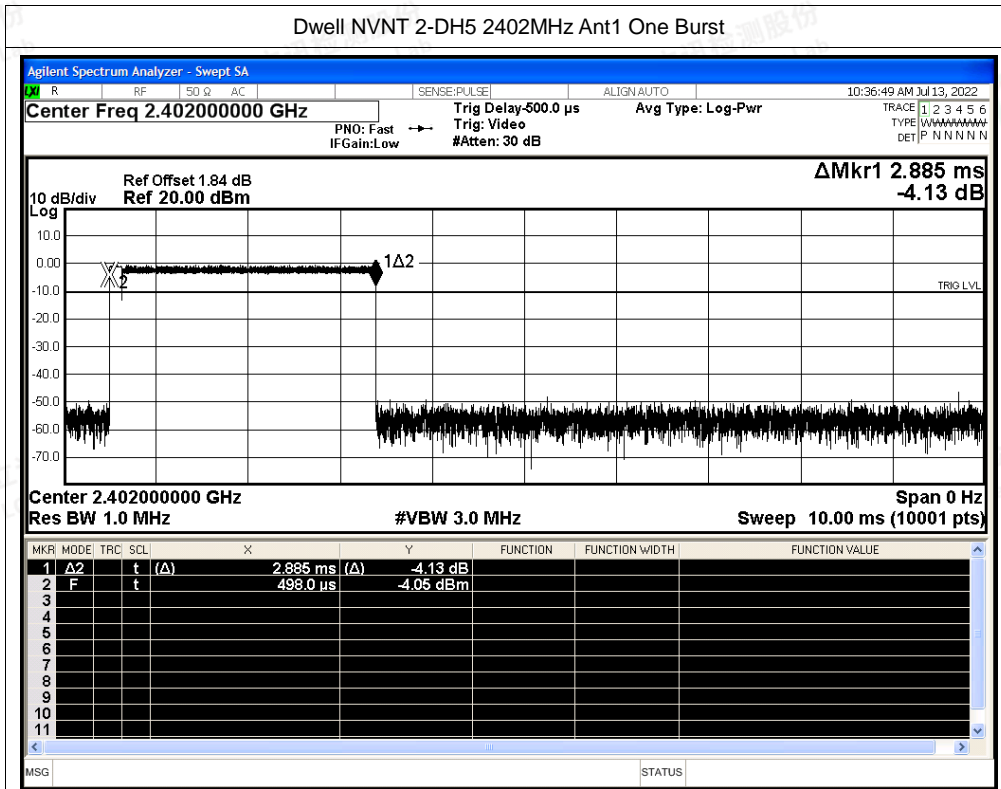 Dwell NVNT 2-DH5 2402MHz Ant1 One Burst
Agilent Spectrum Analyzer - Swept SA
LXI R RF 50 Ω AC SENSE:PULSE ALIGN AUTO 10:36:49 AM Jul 13, 2022
Center Freq 2.402000000 GHz Trig Delay-500.0 µs Avg Type: Log-Pwr TRACE 1 2 3 4 5 6
PNO: Fast Trig: Video TYPE WWWWWW
IFGain:Low #Atten: 30 dB DET P N N N N N
ΔMkr1 2.885 ms
-4.13 dB
Ref Offset 1.84 dB
10 dB/div Ref 20.00 dBm
Log
10.0
0.00
1Δ2
2
-10.0
TRIG LVL
-20.0
-30.0
-40.0
-50.0
-60.0
-70.0
Center 2.402000000 GHz Span 0 Hz
Res BW 1.0 MHz #VBW 3.0 MHz Sweep 10.00 ms (10001 pts)
MKR MODE TRC SCL X Y FUNCTION FUNCTION WIDTH FUNCTION VALUE
1 Δ2 t (Δ) 2.885 ms (Δ) -4.13 dB
2 F t 498.0 µs -4.05 dBm
3
4
5
6
7
8
9
10
11
MSG STATUS